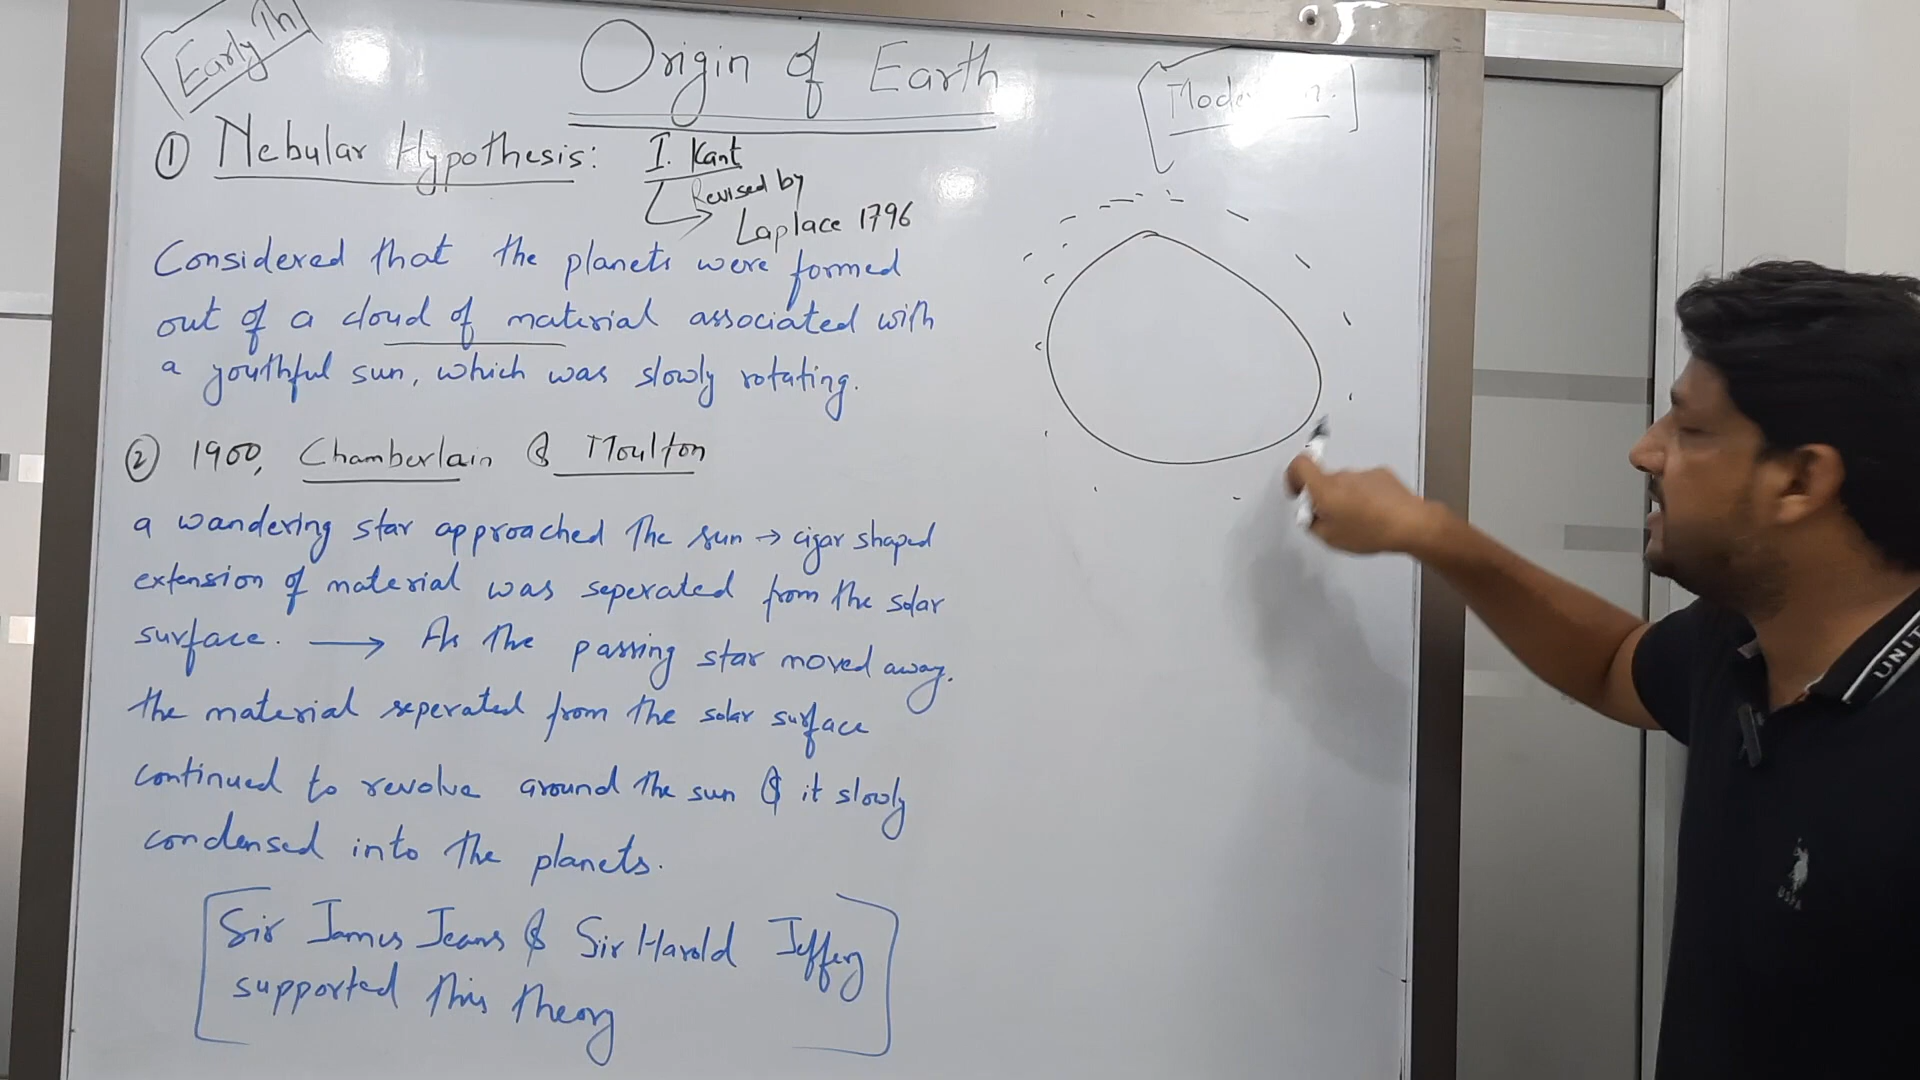 Early Th
Origin of Earth
① Nebular Hypothesis: I. Kant
Revised by
Laplace 1796
Considered that the planets were formed
out of a cloud of material associated with
a youthful sun, which was slowly rotating.
② 1900, Chamberlain & Moulton
a wandering star approached the sun → cigar shaped
extension of material was seperated from the solar
surface. → As the passing star moved away.
the material seperated from the solar surface
continued to revolve around the sun & it slowly
condensed into the planets.
Sir James Jeans & Sir Harold Jeffery
supported this theory
UNIT
USPA